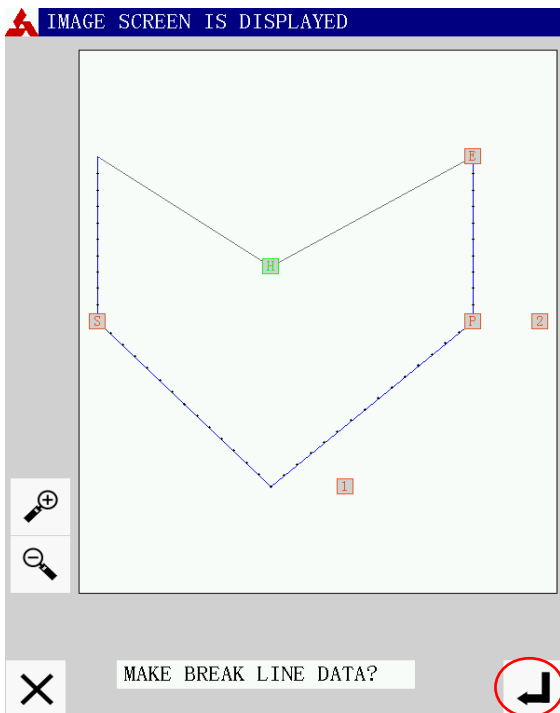 IMAGE SCREEN IS DISPLAYED
E
H
S
P
2
1
MAKE BREAK LINE DATA?